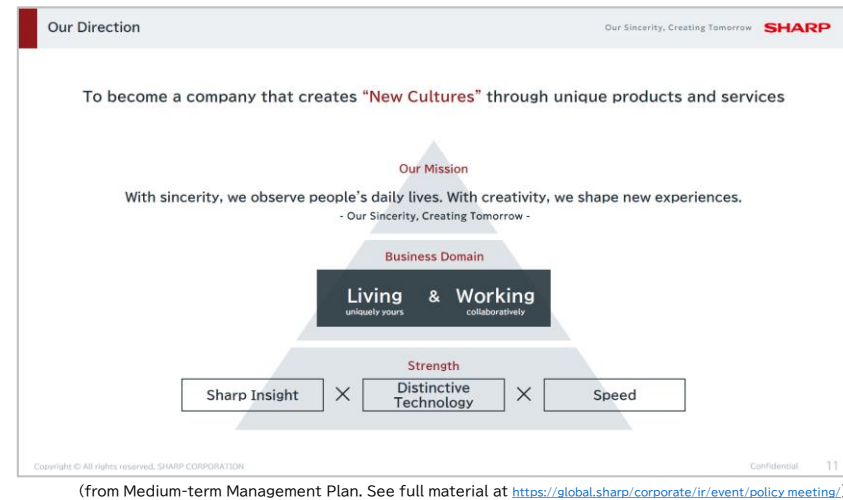 Our Direction
Our Sincerity, Creating Tomorrow SHARP
To become a company that creates “New Cultures” through unique products and services
Our Mission
With sincerity, we observe people’s daily lives. With creativity, we shape new experiences.
- Our Sincerity, Creating Tomorrow -
Business Domain
Living & Working
uniquely yours collaboratively
Strength
Sharp Insight × Distinctive Technology × Speed
Copyright © All rights reserved, SHARP CORPORATION
Confidential 11
(from Medium-term Management Plan. See full material at https://global.sharp/corporate/ir/event/policy meeting/)